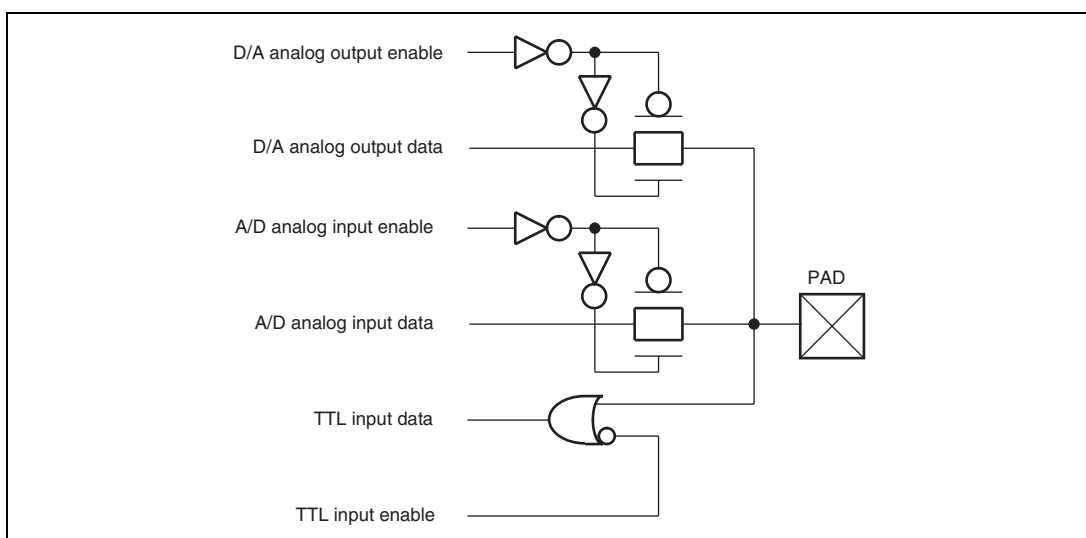 D/A analog output enable
D/A analog output data
A/D analog input enable
PAD
A/D analog input data
TTL input data
TTL input enable